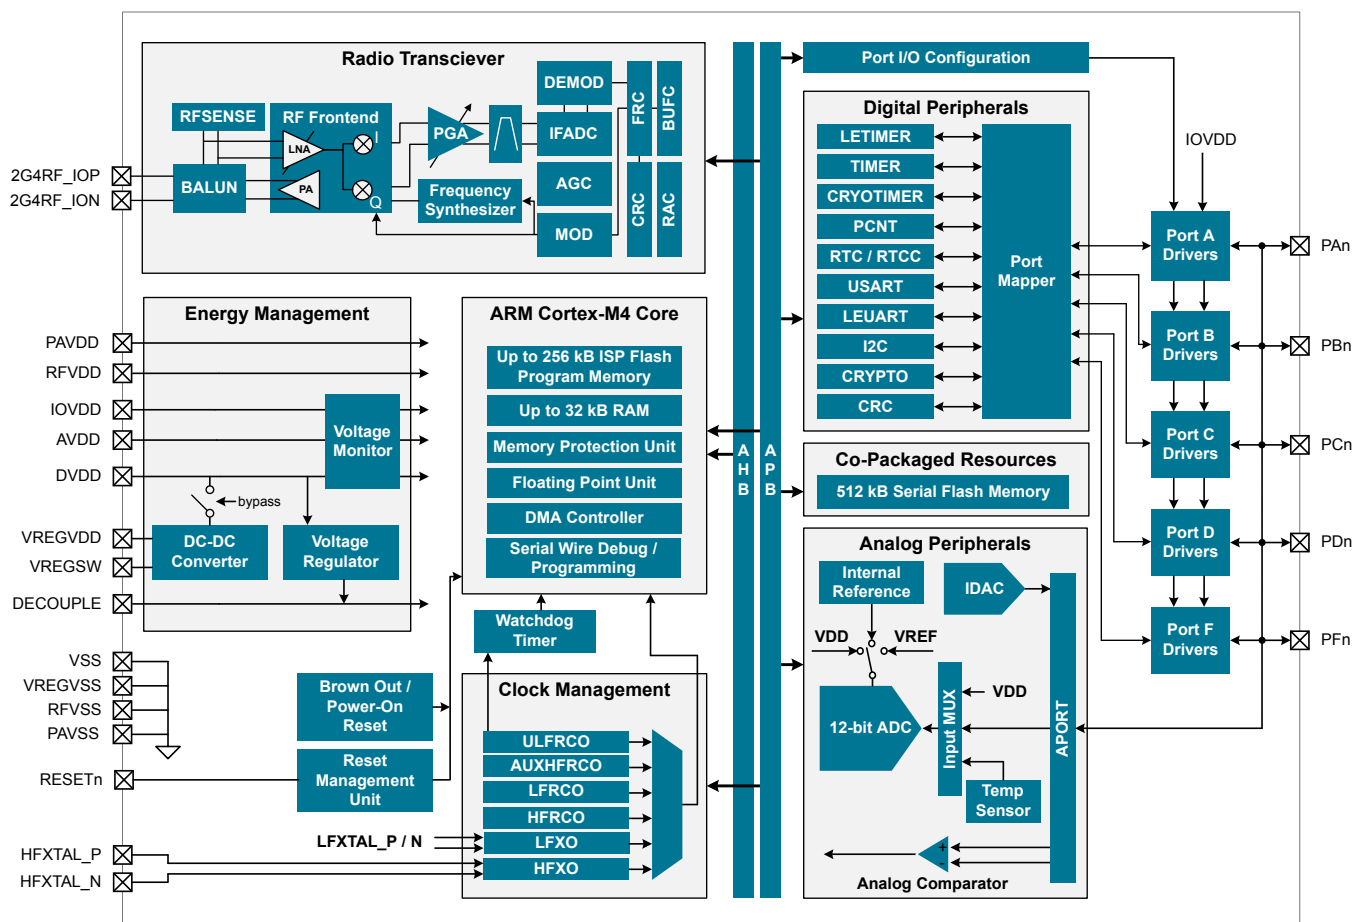 Radio Transciever
RFSENSE
RF Frontend
LNA
I
PA
Q
BALUN
PGA
DEMOD
IFADC
AGC
MOD
Frequency
Synthesizer
FRC
BUFC
CRC
RAC
2G4RF_IOP
2G4RF_ION
Energy Management
PAVDD
RFVDD
IOVDD
AVDD
DVDD
Voltage
Monitor
bypass
VREGVDD
VREGSW
DC-DC
Converter
Voltage
Regulator
DECOUPLE
VSS
VREGVSS
RFVSS
PAVSS
RESETn
Brown Out /
Power-On
Reset
Reset
Management
Unit
HFXTAL_P
HFXTAL_N
ARM Cortex-M4 Core
Up to 256 kB ISP Flash
Program Memory
Up to 32 kB RAM
Memory Protection Unit
Floating Point Unit
DMA Controller
Serial Wire Debug /
Programming
Watchdog
Timer
Clock Management
ULFRCO
AUXHFRCO
LFRCO
HFRCO
LFXO
HFXO
LFXTAL_P / N
AHB
APB
Port I/O Configuration
Digital Peripherals
LETIMER
TIMER
CRYOTIMER
PCNT
RTC / RTCC
USART
LEUART
I2C
CRYPTO
CRC
Port
Mapper
Co-Packaged Resources
512 kB Serial Flash Memory
Analog Peripherals
Internal
Reference
IDAC
VDD
VREF
12-bit ADC
Input MUX
VDD
Temp
Sensor
APORT
+
-
Analog Comparator
IOVDD
Port A
Drivers
Port B
Drivers
Port C
Drivers
Port D
Drivers
Port F
Drivers
PAn
PBn
PCn
PDn
PFn